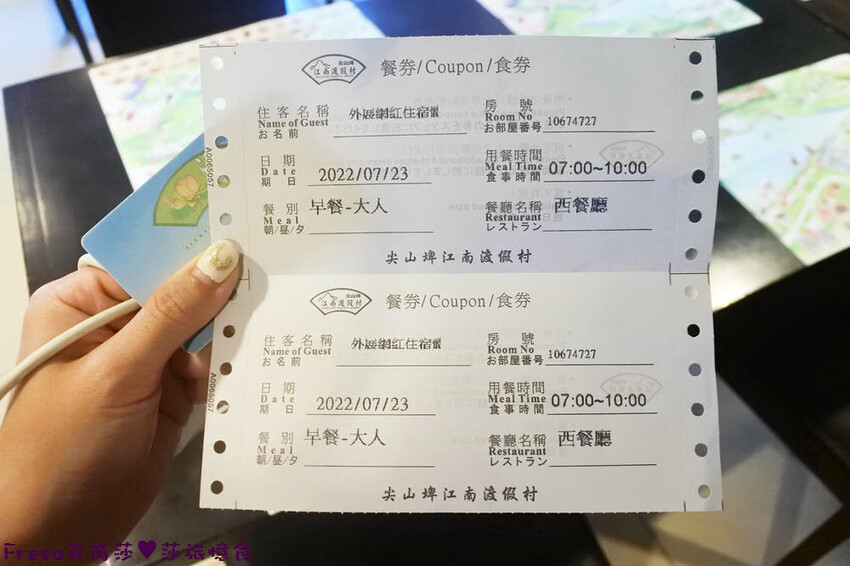 尖山埤
江南渡假村
餐券/Coupon/食券
住客名稱
Name of Guest
お名前
外展網紅住宿
房號
Room No
お部屋番号
10674727
日期
Date
期日
2022/07/23
用餐時間
Meal Time
食事時間
07:00~10:00
餐別
Meal
朝/昼/夕
早餐-大人
餐廳名稱
Restaurant
レストラン
西餐廳
尖山埤江南渡假村
A0065057
尖山埤
江南渡假村
餐券/Coupon/食券
住客名稱
Name of Guest
お名前
外展網紅住宿
房號
Room No
お部屋番号
10674727
日期
Date
期日
2022/07/23
用餐時間
Meal Time
食事時間
07:00~10:00
餐別
Meal
朝/昼/夕
早餐-大人
餐廳名稱
Restaurant
レストラン
西餐廳
尖山埤江南渡假村
A0065057
Fresa芙菈莎♥莎旅憶食